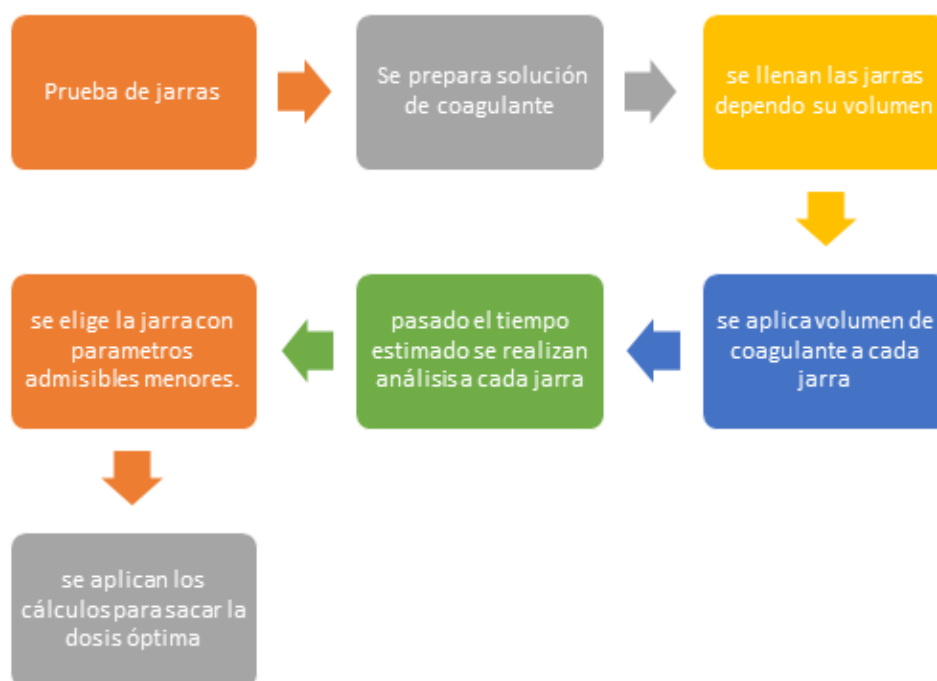 Prueba de jarras
Se prepara solución
de coagulante
se llenan las jarras
dependo su volumen
se aplica volumen de
coagulante a cada
jarra
pasado el tiempo
estimado se realizan
análisis a cada jarra
se elige la jarra con
parametros
admisibles menores.
se aplican los
cálculos para sacar la
dosis óptima